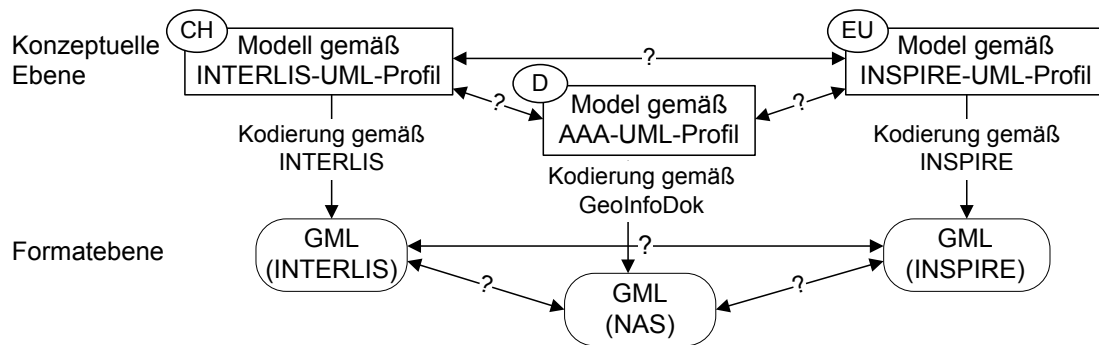 Konzeptuelle
Ebene
CH
Modell gemäß
INTERLIS-UML-Profil
?
EU
Model gemäß
INSPIRE-UML-Profil
?
D
Model gemäß
AAA-UML-Profil
?
Kodierung gemäß
INTERLIS
Kodierung gemäß
GeoInfoDok
Kodierung gemäß
INSPIRE
Formatebene
GML
(INTERLIS)
?
GML
(INSPIRE)
?
GML
(NAS)
?